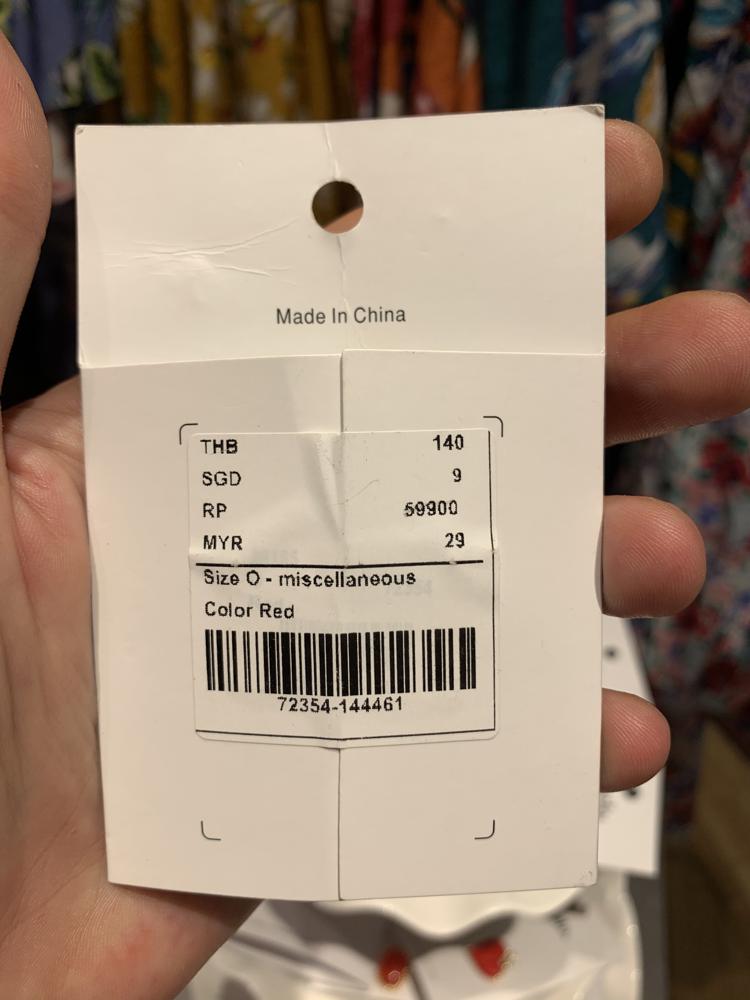 Made In China
THB 140
SGD 9
RP 59900
MYR 29
Size O - miscellaneous
Color Red
72354-144461